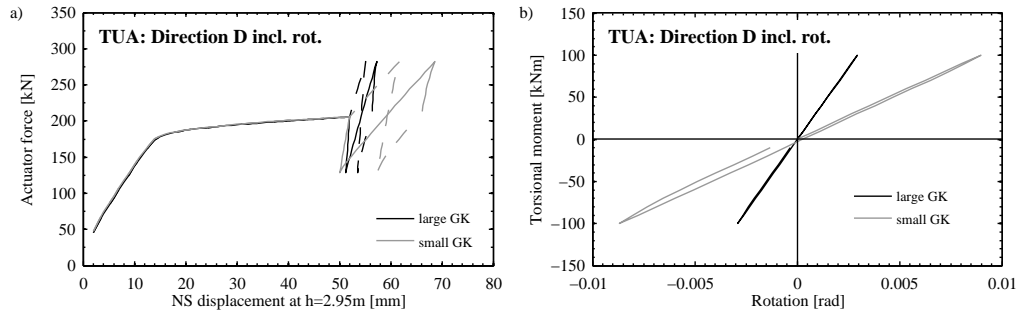 a)
TUA: Direction D incl. rot.
Actuator force [kN]
350
300
250
200
150
100
50
0
large GK
small GK
0 10 20 30 40 50 60 70 80
NS displacement at h=2.95m [mm]
b)
TUA: Direction D incl. rot.
Torsional moment [kNm]
150
100
50
0
−50
−100
−150
large GK
small GK
−0.01 −0.005 0 0.005 0.01
Rotation [rad]